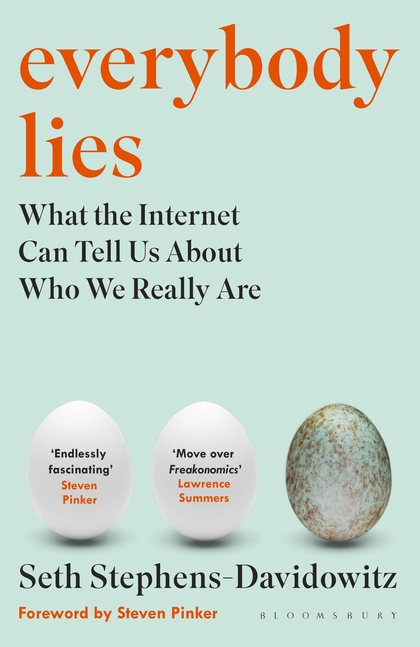 everybody
lies
What the Internet
Can Tell Us About
Who We Really Are
‘Endlessly
fascinating’
Steven
Pinker
‘Move over
Freakonomics’
Lawrence
Summers
Seth Stephens-Davidowitz
Foreword by Steven Pinker
BLOOMSBURY